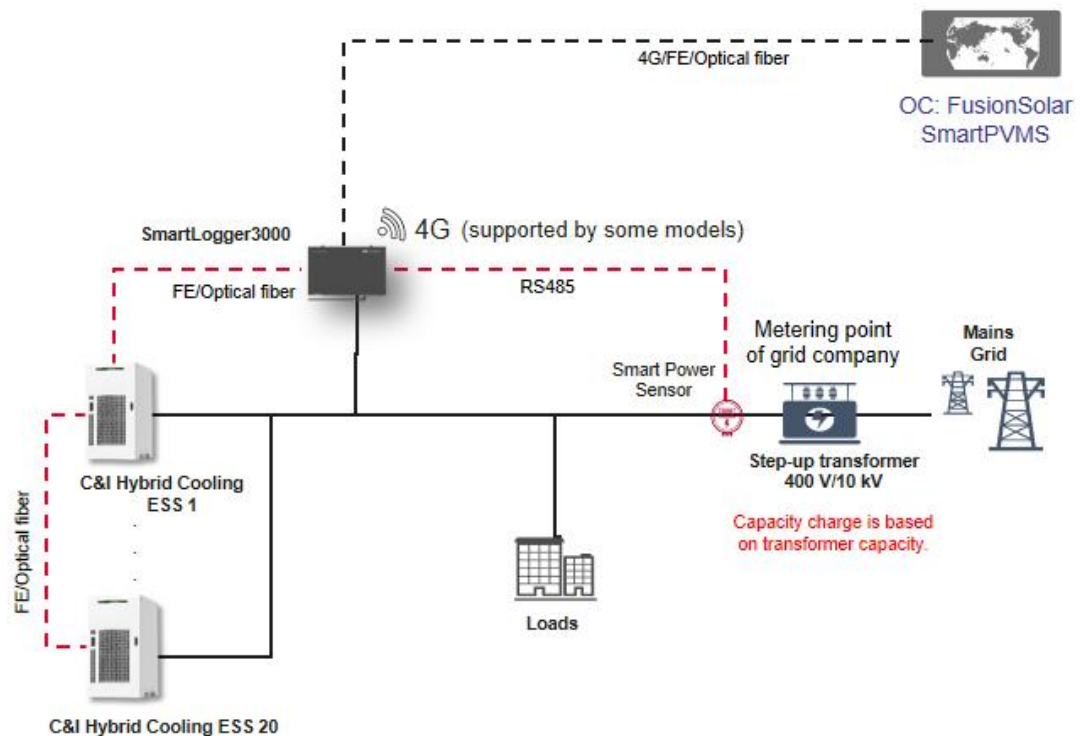 4G/FE/Optical fiber
OC: FusionSolar
SmartPVMS
SmartLogger3000
4G (supported by some models)
FE/Optical fiber
RS485
Metering point
of grid company
Mains
Grid
Smart Power
Sensor
Step-up transformer
400 V/10 kV
C&I Hybrid Cooling
ESS 1
Capacity charge is based
on transformer capacity.
FE/Optical fiber
Loads
C&I Hybrid Cooling ESS 20